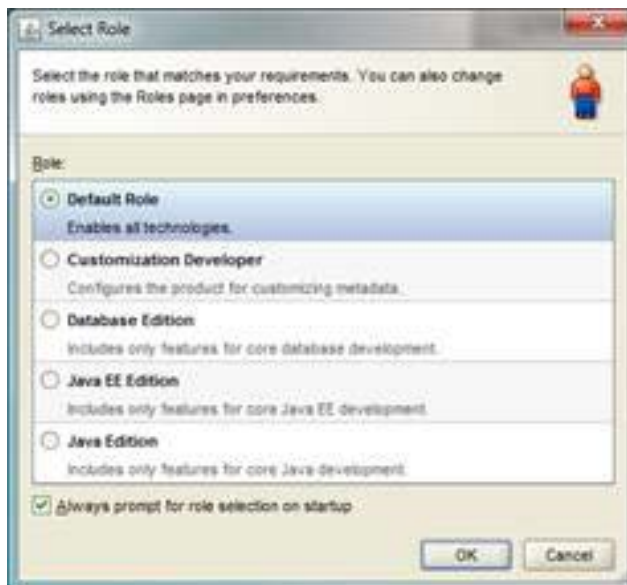 Select Role
Select the role that matches your requirements. You can also change
roles using the Roles page in preferences.
Role:
Default Role
Enables all technologies.
Customization Developer
Configures the product for customizing metadata.
Database Edition
Includes only features for core database development.
Java EE Edition
Includes only features for core Java EE development.
Java Edition
Includes only features for core Java development.
Always prompt for role selection on startup
OK
Cancel